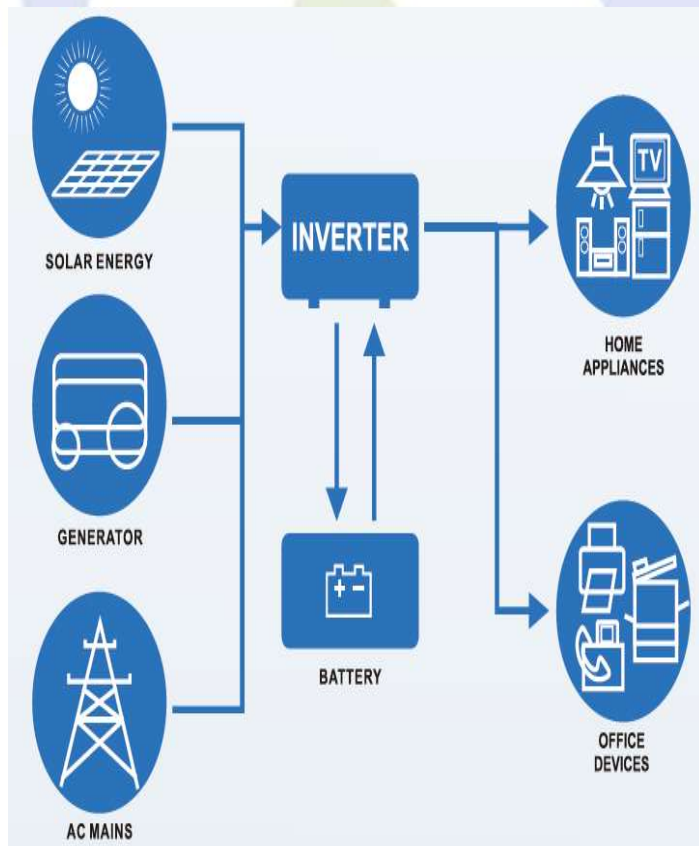 SOLAR ENERGY
INVERTER
TV
HOME
APPLIANCES
GENERATOR
+ -
BATTERY
OFFICE
DEVICES
AC MAINS